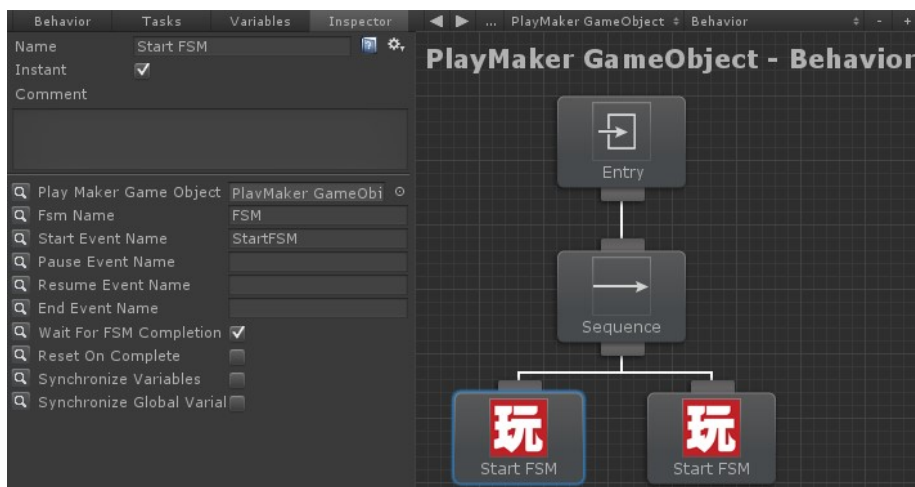 Behavior Tasks Variables Inspector
Name Start FSM
Instant
Comment
Play Maker Game Object PlayMaker GameObj
Fsm Name FSM
Start Event Name StartFSM
Pause Event Name
Resume Event Name
End Event Name
Wait For FSM Completion
Reset On Complete
Synchronize Variables
Synchronize Global Varial
... PlayMaker GameObject Behavior - +
PlayMaker GameObject - Behavior
Entry
Sequence
玩 玩
Start FSM Start FSM